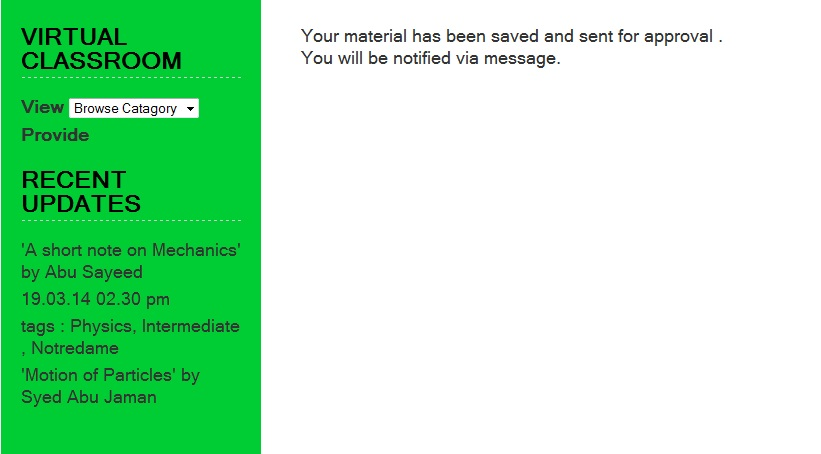 VIRTUAL
CLASSROOM
View Browse Catagory
Provide
RECENT
UPDATES
'A short note on Mechanics'
by Abu Sayeed
19.03.14 02.30 pm
tags : Physics, Intermediate
, Notredame
'Motion of Particles' by
Syed Abu Jaman
Your material has been saved and sent for approval .
You will be notified via message.